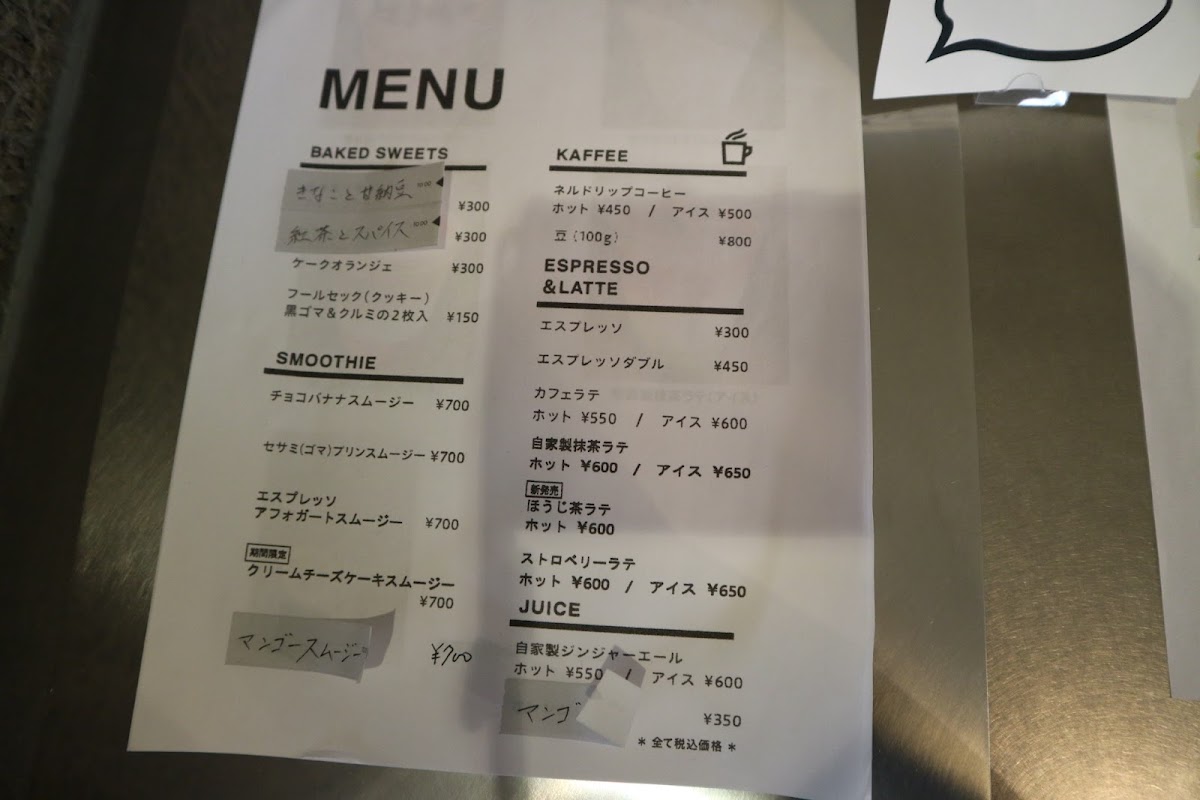 MENU
BAKED SWEETS
きなこと甘納豆
¥300
紅茶とスパイス
¥300
ケークオランジェ ¥300
フールセック(クッキー)
黒ゴマ&クルミの2枚入 ¥150
SMOOTHIE
チョコバナナスムージー ¥700
セサミ(ゴマ)プリンスムージー ¥700
エスプレッソ
アフォガートスムージー ¥700
期間限定
クリームチーズケーキスムージー
¥700
マンゴースムージー ¥700
KAFFEE
ネルドリップコーヒー
ホット ¥450 / アイス ¥500
豆(100g) ¥800
ESPRESSO
&LATTE
エスプレッソ ¥300
エスプレッソダブル ¥450
カフェラテ
ホット ¥550 / アイス ¥600
自家製抹茶ラテ
ホット ¥600 / アイス ¥650
新発売
ほうじ茶ラテ
ホット ¥600
ストロベリーラテ
ホット ¥600 / アイス ¥650
JUICE
自家製ジンジャーエール
ホット ¥550 / アイス ¥600
マンゴ ¥350
* 全て税込価格 *